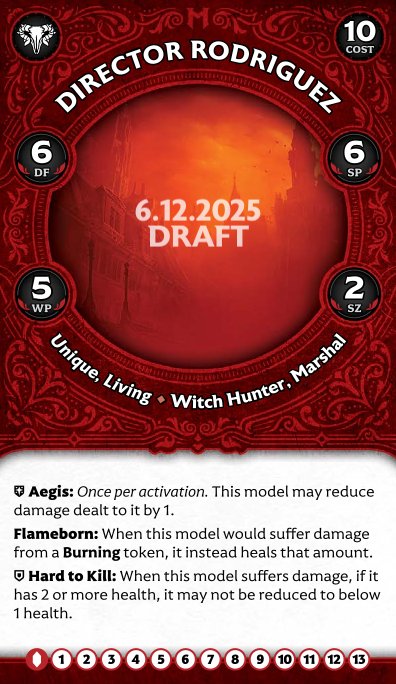 DIRECTOR RODRIGUEZ
10
COST
6
DF
6
SP
6.12.2025
DRAFT
5
WP
2
SZ
Unique, Living ◆ Witch Hunter, Marshal
Aegis: Once per activation. This model may reduce
damage dealt to it by 1.
Flameborn: When this model would suffer damage
from a Burning token, it instead heals that amount.
Hard to Kill: When this model suffers damage, if it
has 2 or more health, it may not be reduced to below
1 health.
1 2 3 4 5 6 7 8 9 10 11 12 13